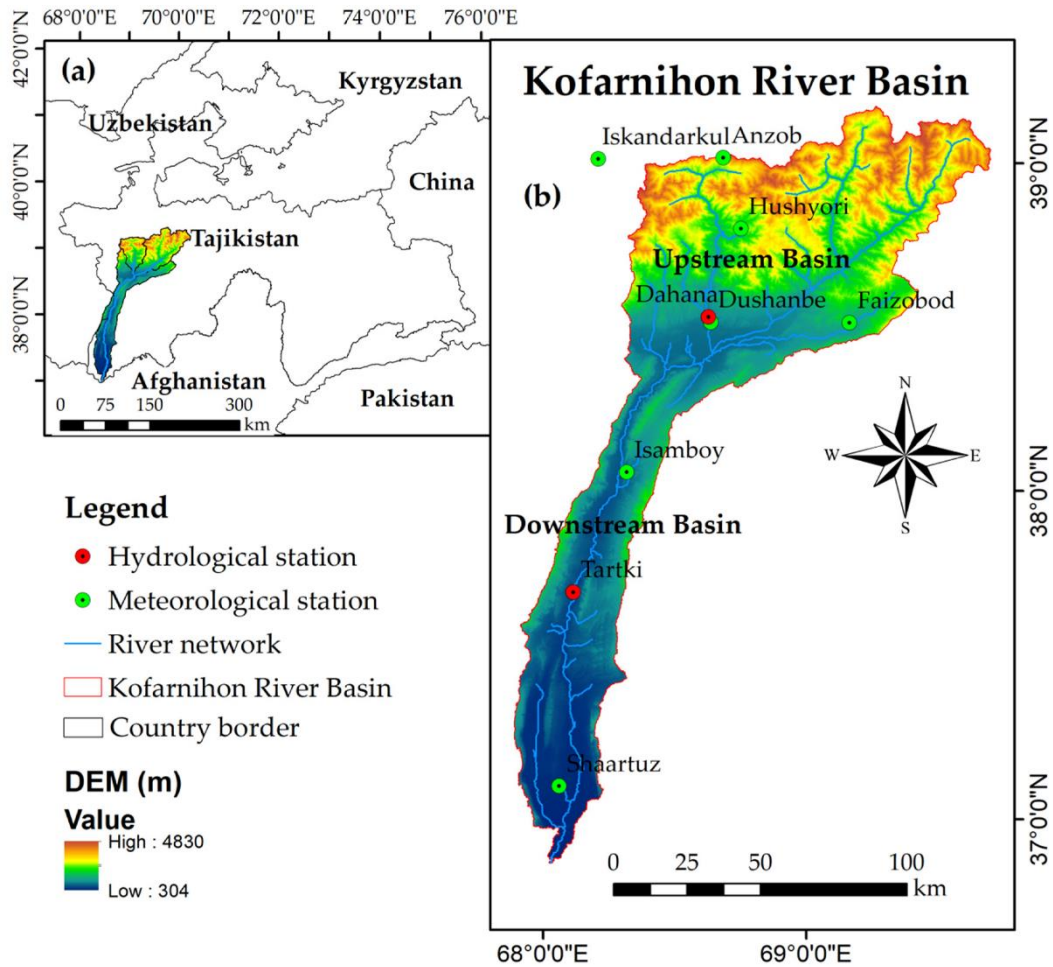 68°0'0"E 70°0'0"E 72°0'0"E 74°0'0"E 76°0'0"E
42°0'0"N
40°0'0"N
38°0'0"N
(a)
Kyrgyzstan
Uzbekistan
China
Tajikistan
Afghanistan
Pakistan
0 75 150 300
km
Kofarnihon River Basin
(b)
Iskandarkul Anzob
Hushyori
Upstream Basin
Dahana Dushanbe Faizobod
Isamboy
Downstream Basin
Tartki
Shaartuz
N
W E
S
0 25 50 100
km
39°0'0"N
38°0'0"N
37°0'0"N
68°0'0"E 69°0'0"E
Legend
Hydrological station
Meteorological station
River network
Kofarnihon River Basin
Country border
DEM (m)
Value
High : 4830
Low : 304